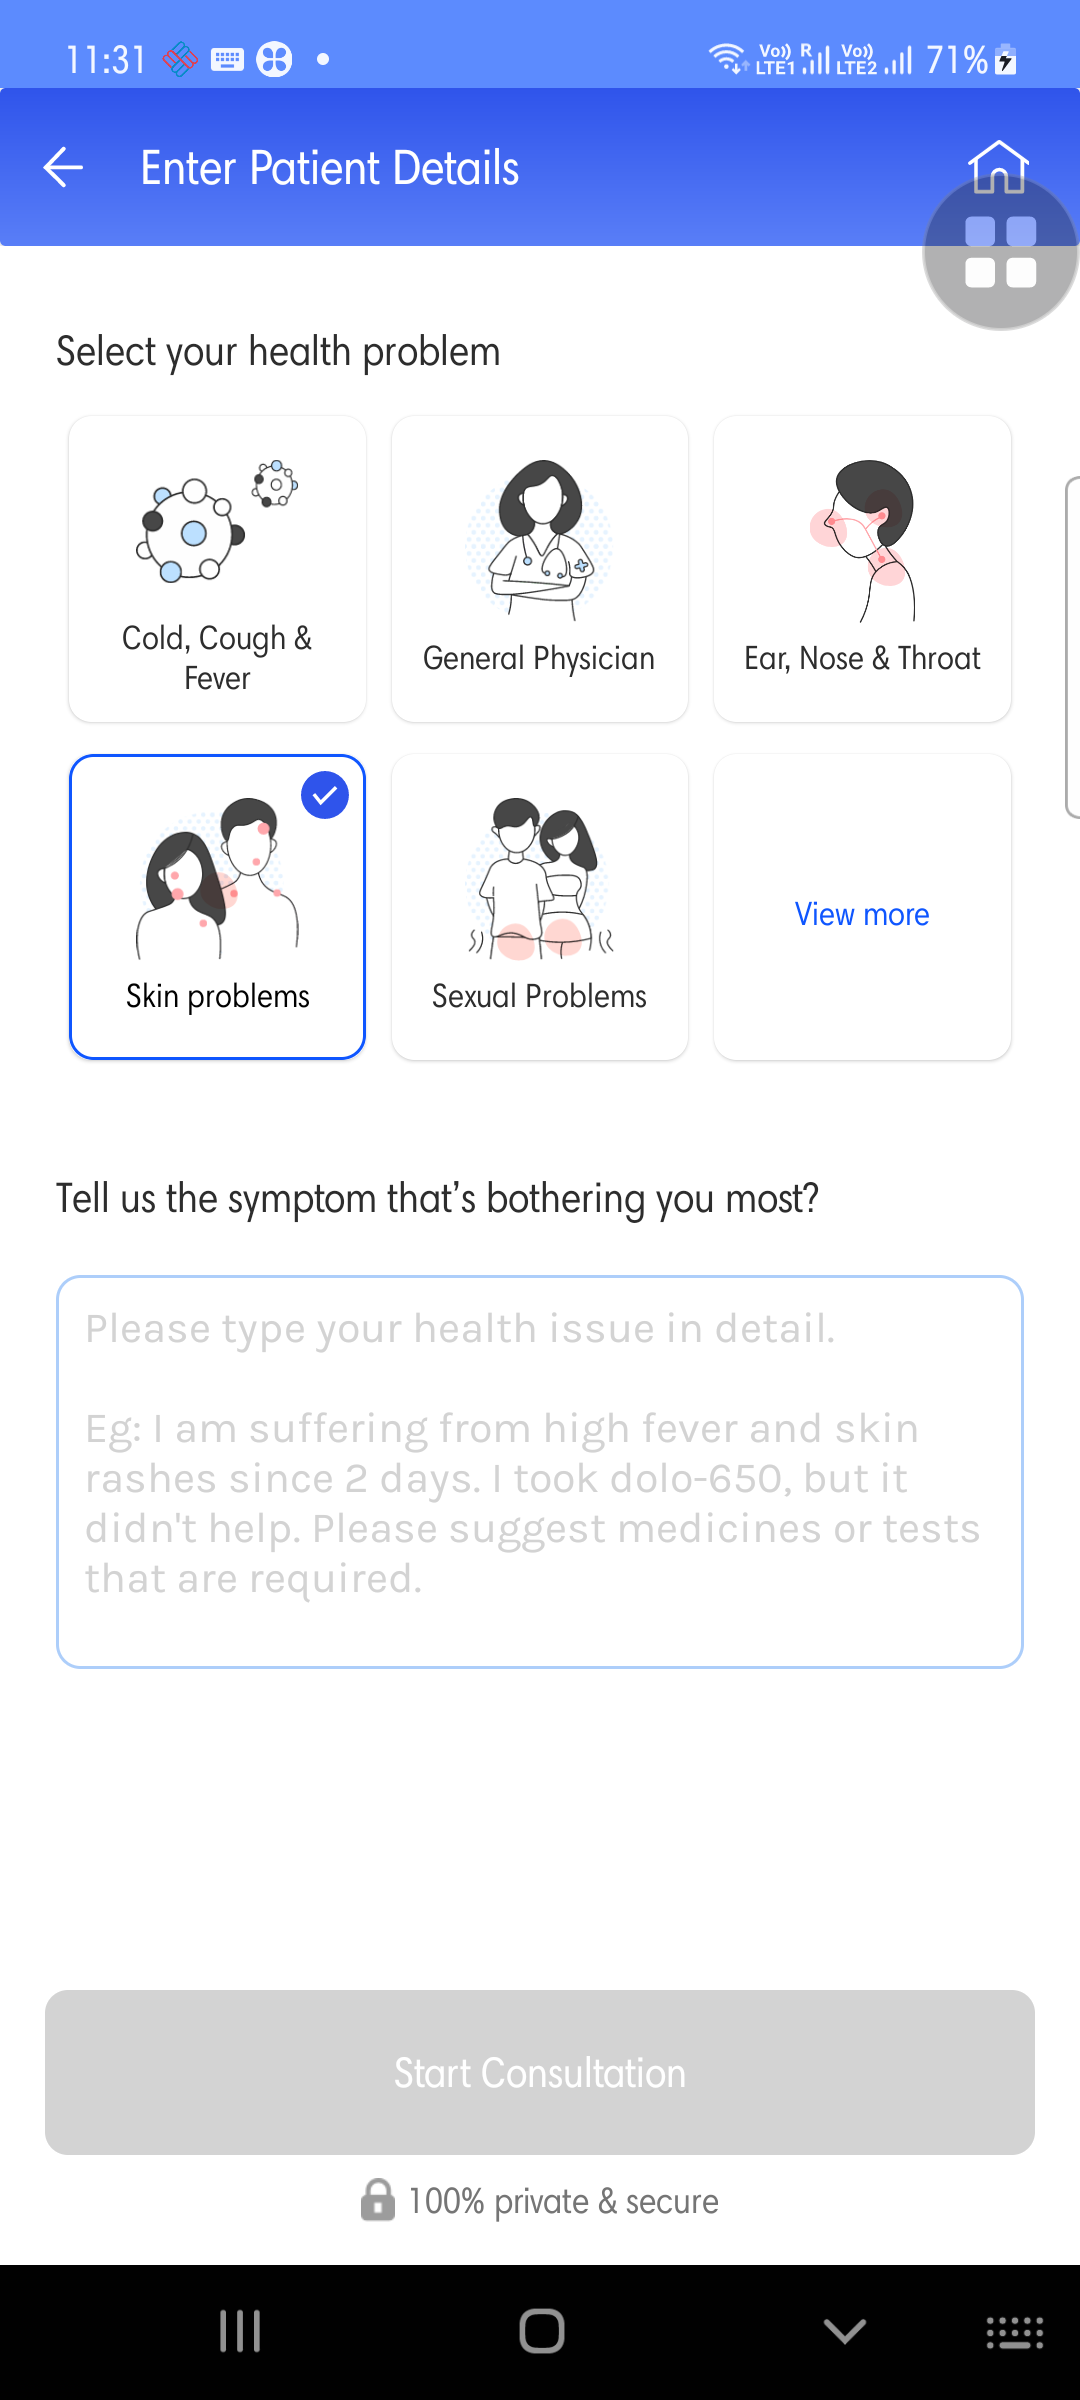 11:31
Vo)) R Vo)) 71%
LTE1 LTE2
Enter Patient Details
Select your health problem
Cold, Cough &
Fever
General Physician
Ear, Nose & Throat
Skin problems
Sexual Problems
View more
Tell us the symptom that's bothering you most?
Please type your health issue in detail.
Eg: I am suffering from high fever and skin
rashes since 2 days. I took dolo-650, but it
didn't help. Please suggest medicines or tests
that are required.
Start Consultation
100% private & secure